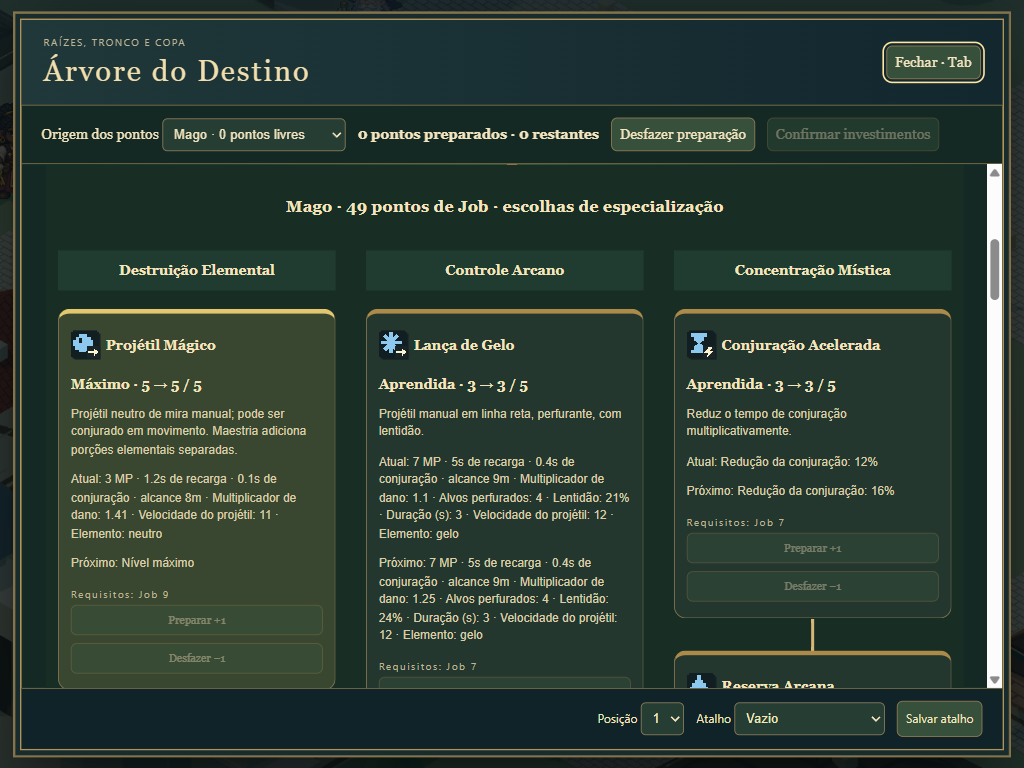 RAÍZES, TRONCO E COPA
Árvore do Destino
Fechar · Tab
Origem dos pontos
Mago · 0 pontos livres
0 pontos preparados · 0 restantes
Desfazer preparação
Confirmar investimentos
Mago · 49 pontos de Job · escolhas de especialização
Destruição Elemental
Projétil Mágico
Máximo · 5 → 5 / 5
Projétil neutro de mira manual; pode ser
conjurado em movimento. Maestria adiciona
porções elementais separadas.
Atual: 3 MP · 1.2s de recarga · 0.1s de
conjuração · alcance 8m · Multiplicador de
dano: 1.41 · Velocidade do projétil: 11 ·
Elemento: neutro
Próximo: Nível máximo
Requisitos: Job 9
Preparar +1
Desfazer −1
Controle Arcano
Lança de Gelo
Aprendida · 3 → 3 / 5
Projétil manual em linha reta, perfurante, com
lentidão.
Atual: 7 MP · 5s de recarga · 0.4s de
conjuração · alcance 9m · Multiplicador de
dano: 1.1 · Alvos perfurados: 4 · Lentidão: 21%
· Duração (s): 3 · Velocidade do projétil: 12 ·
Elemento: gelo
Próximo: 7 MP · 5s de recarga · 0.4s de
conjuração · alcance 9m · Multiplicador de
dano: 1.25 · Alvos perfurados: 4 · Lentidão:
24% · Duração (s): 3 · Velocidade do projétil:
12 · Elemento: gelo
Requisitos: Job 7
Concentração Mística
Conjuração Acelerada
Aprendida · 3 → 3 / 5
Reduz o tempo de conjuração
multiplicativamente.
Atual: Redução da conjuração: 12%
Próximo: Redução da conjuração: 16%
Requisitos: Job 7
Preparar +1
Desfazer −1
Reserva Arcana
Posição
1
Atalho
Vazio
Salvar atalho